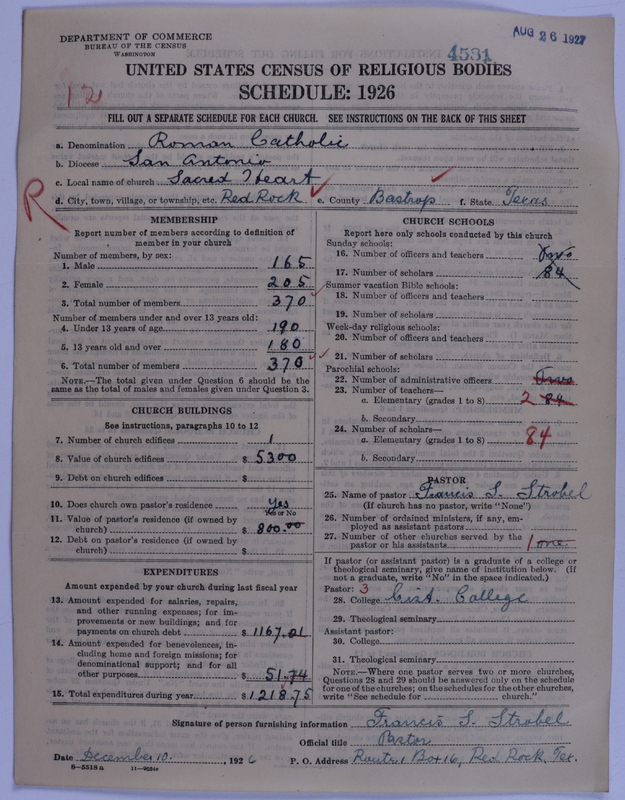 DEPARTMENT OF COMMERCE
BUREAU OF THE CENSUS
WASHINGTON
4531
AUG 26 1927
UNITED STATES CENSUS OF RELIGIOUS BODIES
12
SCHEDULE: 1926
FILL OUT A SEPARATE SCHEDULE FOR EACH CHURCH. SEE INSTRUCTIONS ON THE BACK OF THIS SHEET
a. Denomination Roman Catholic
b. Diocese San Antonio
c. Local name of church Sacred Heart
R
d. City, town, village, or township, etc. Red Rock e. County Bastrop f. State Texas
MEMBERSHIP
Report number of members according to definition of
member in your church
Number of members, by sex:
1. Male 165
2. Female 205
3. Total number of members 370
Number of members under and over 13 years old:
4. Under 13 years of age 190
5. 13 years old and over 180
6. Total number of members 370
NOTE.—The total given under Question 6 should be
same as the total of males and females given under Question 3.
CHURCH BUILDINGS
See instructions, paragraphs 10 to 12
7. Number of church edifices 1
8. Value of church edifices $ 5300
9. Debt on church edifices $
10. Does church own pastor's residence Yes
Yes or No
11. Value of pastor's residence (if owned by
church) $ 800.00
12. Debt on pastor's residence (if owned by
church) $
EXPENDITURES
Amount expended by your church during last fiscal year
13. Amount expended for salaries, repairs,
and other running expenses; for im-
provements or new buildings; and for
payments on church debt $ 1167.01
14. Amount expended for benevolences, in-
cluding home and foreign missions; for
denominational support; and for all
other purposes $ 51.74
15. Total expenditures during year $ 1218.75
CHURCH SCHOOLS
Report here only schools conducted by this church
Sunday schools:
16. Number of officers and teachers two
17. Number of scholars 84
Summer vacation Bible schools:
18. Number of officers and teachers
19. Number of scholars
Week-day religious schools:
20. Number of officers and teachers
21. Number of scholars
Parochial schools:
22. Number of administrative officers Two
23. Number of teachers—
a. Elementary (grades 1 to 8) 2 84
b. Secondary
24. Number of scholars—
a. Elementary (grades 1 to 8) 84
b. Secondary
PASTOR
25. Name of pastor Francis S. Strobel
(If church has no pastor, write "None")
26. Number of ordained ministers, if any, em-
ployed as assistant pastors
27. Number of other churches served by the
pastor or his assistants 1 one
If pastor (or assistant pastor) is a graduate of a college or
theological seminary, give name of institution below. (If
not a graduate, write "No" in the space indicated.)
Pastor: 3
28. College Cist. College
29. Theological seminary
Assistant pastor:
30. College
31. Theological seminary
NOTE.—Where one pastor serves two or more churches,
Questions 28 and 29 should be answered only on the schedule
for one of the churches; on the schedules for the other churches,
write "See schedule for church."
Signature of person furnishing information Francis S. Strobel
Official title Pastor
Date December 10. , 1926 P. O. Address Route 1 Box 16, Red Rock, Tex.
8—5518 a